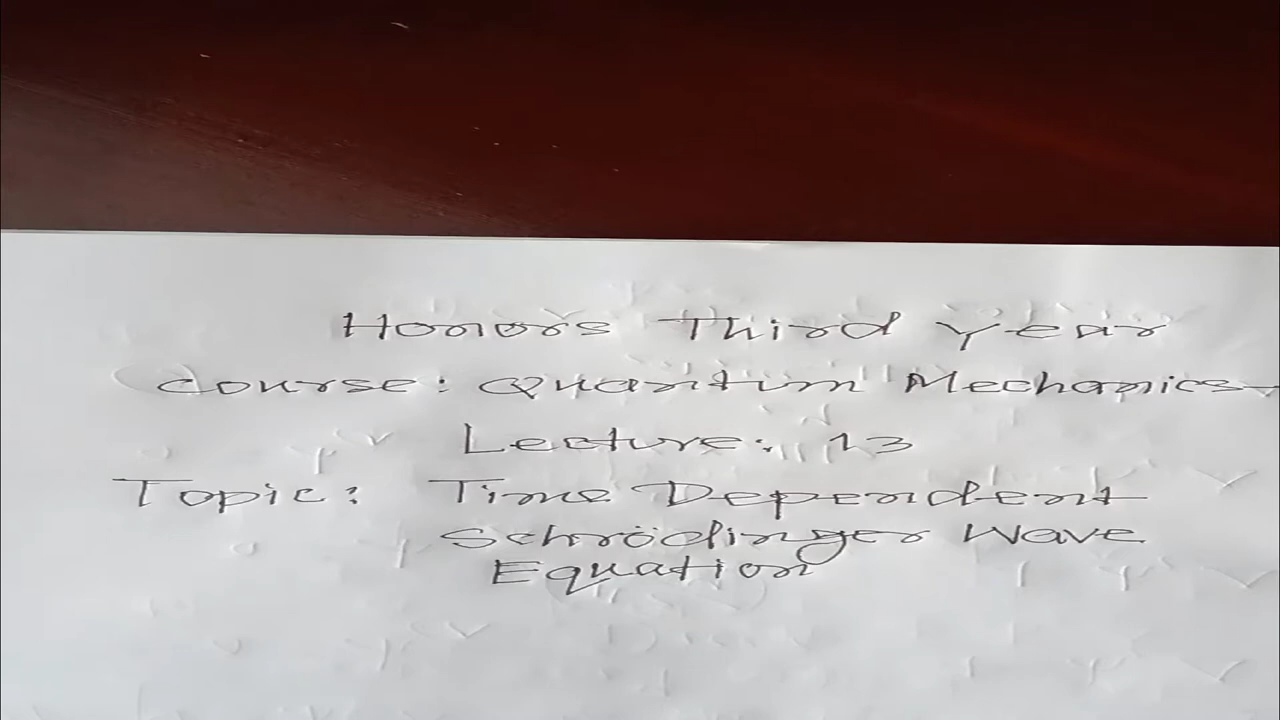 Honors Third Year
Course: Quantum Mechanics
Lecture: 13
Topic: Time Dependent
Schrödinger Wave
Equation